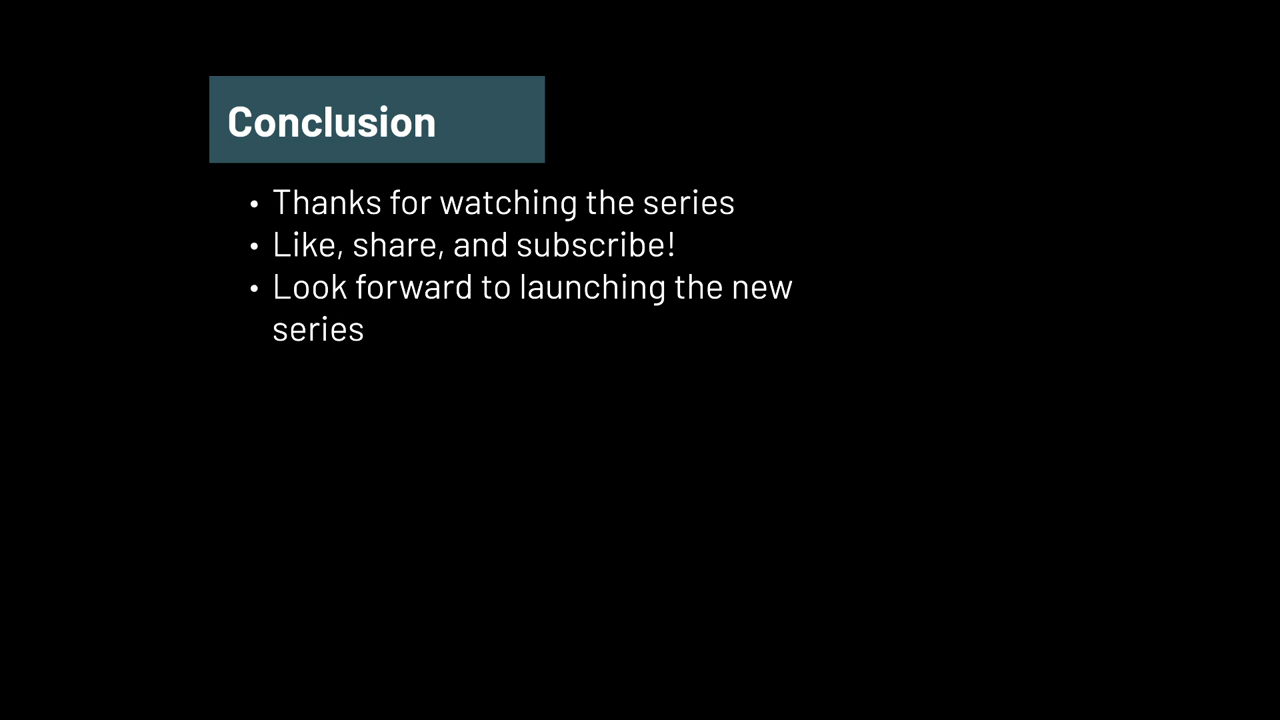 Conclusion
• Thanks for watching the series
• Like, share, and subscribe!
• Look forward to launching the new
series